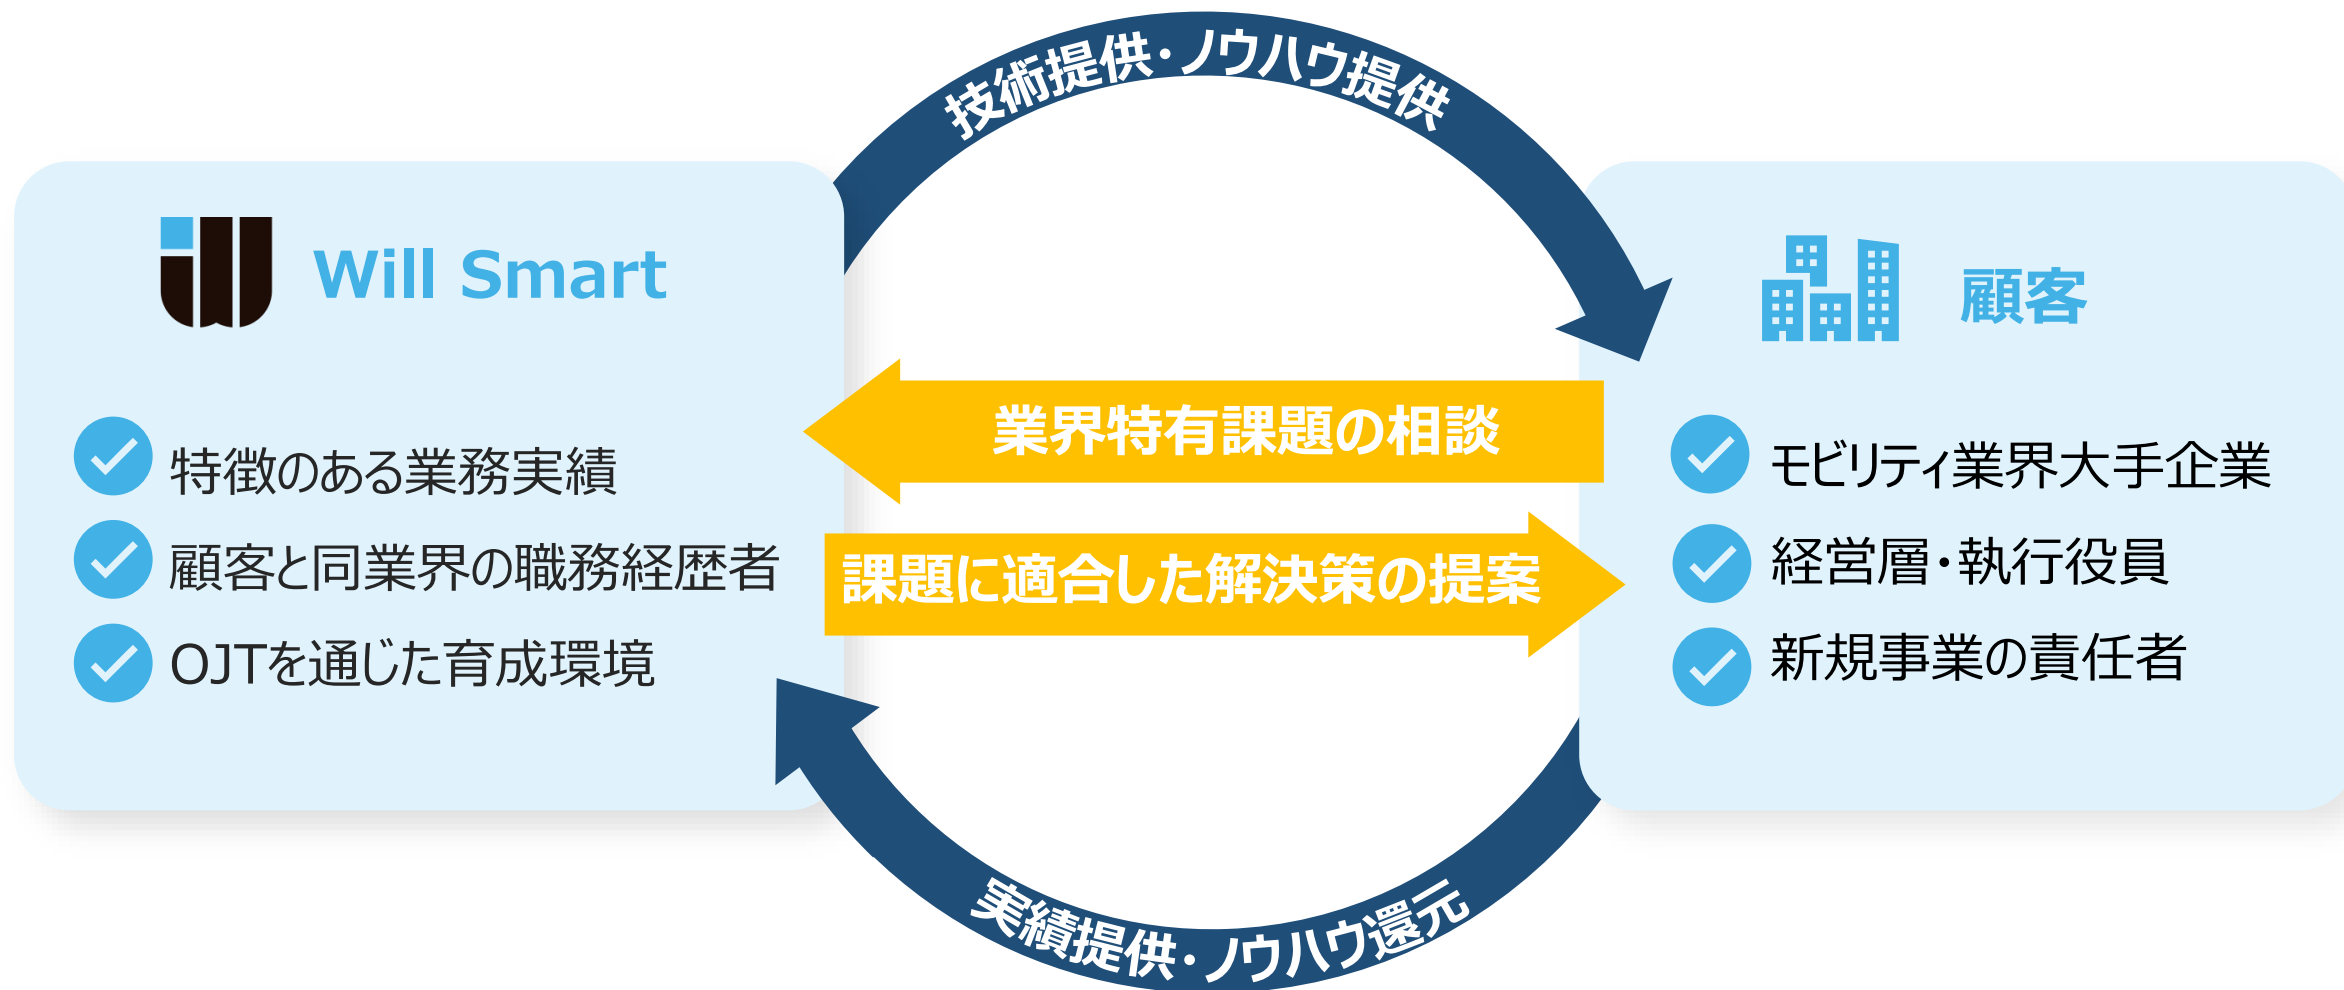 技術提供・ノウハウ提供
Will Smart
特徴のある業務実績
顧客と同業界の職務経歴者
OJTを通じた育成環境
業界特有課題の相談
課題に適合した解決策の提案
顧客
モビリティ業界大手企業
経営層・執行役員
新規事業の責任者
実績提供・ノウハウ還元